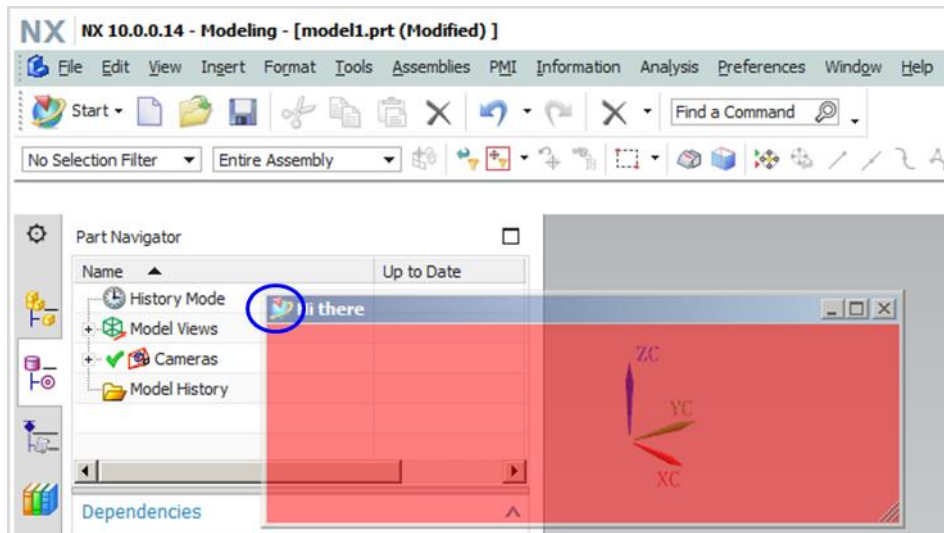 NX NX 10.0.0.14 - Modeling - [model1.prt (Modified) ]
File Edit View Insert Format Tools Assemblies PMI Information Analysis Preferences Window Help
Start Find a Command
No Selection Filter Entire Assembly
Part Navigator
Name Up to Date
History Mode
Hi there
Model Views
Cameras
ZC
Model History
YC
XC
Dependencies